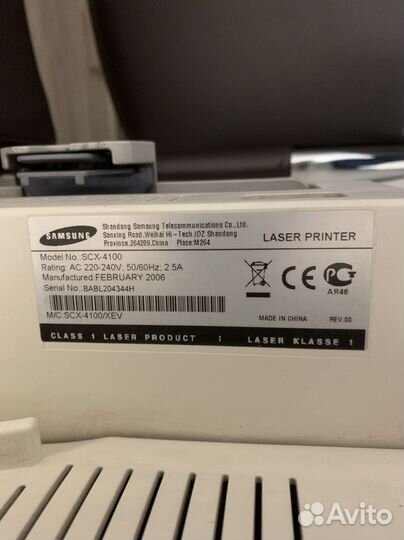 SAMSUNG
Shandong Samsung Telecommunications Co.,Ltd.
Sanxing Road,Weihai Hi-Tech.IDZ Shandong
Province,264209,China Place:M264
LASER PRINTER
Model No.:SCX-4100
Rating: AC 220-240V, 50/60Hz, 2.5A
Manufactured:FEBRUARY 2006
Serial No.:BABL204344H
CE
РСТ
АЯ46
M/C:SCX-4100/XEV
MADE IN CHINA REV.00
CLASS 1 LASER PRODUCT : LASER KLASSE 1
Avito